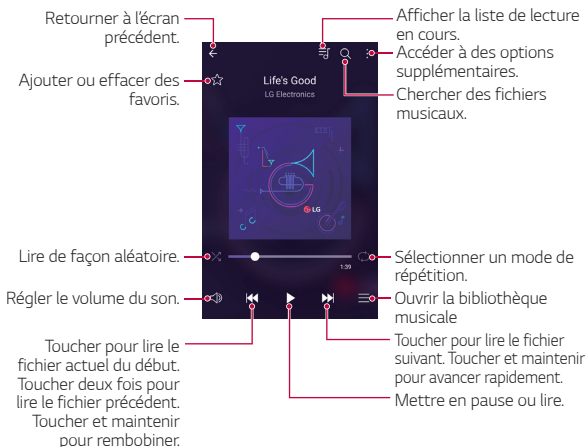 Retourner à l'écran
précédent.
Ajouter ou effacer des
favoris.
Lire de façon aléatoire.
Régler le volume du son.
Toucher pour lire le
fichier actuel du début.
Toucher deux fois pour
lire le fichier précédent.
Toucher et maintenir
pour rembobiner.
Life's Good
LG Electronics
LG
1:39
Afficher la liste de lecture
en cours.
Accéder à des options
supplémentaires.
Chercher des fichiers
musicaux.
Sélectionner un mode de
répétition.
Ouvrir la bibliothèque
musicale
Toucher pour lire le fichier
suivant. Toucher et maintenir
pour avancer rapidement.
Mettre en pause ou lire.